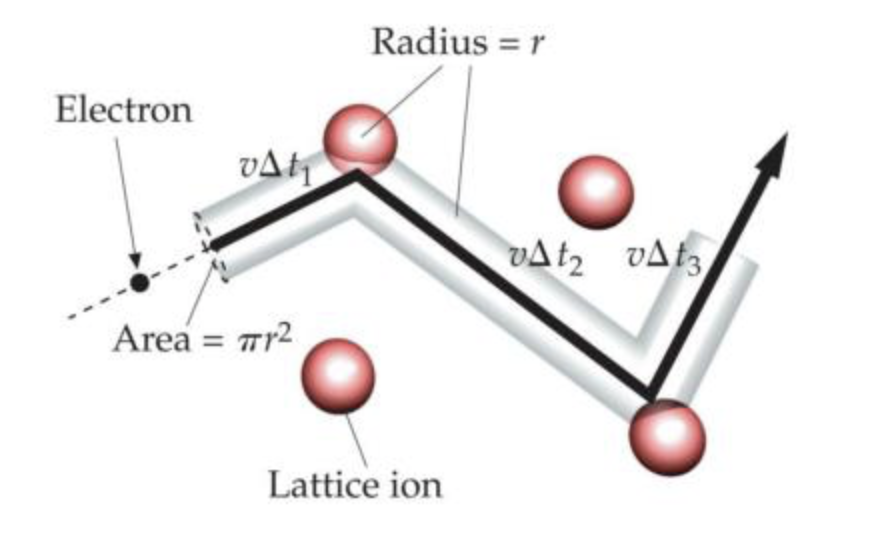 Radius = r
Electron
vΔt₁
vΔt₂
vΔt₃
Area = πr²
Lattice ion